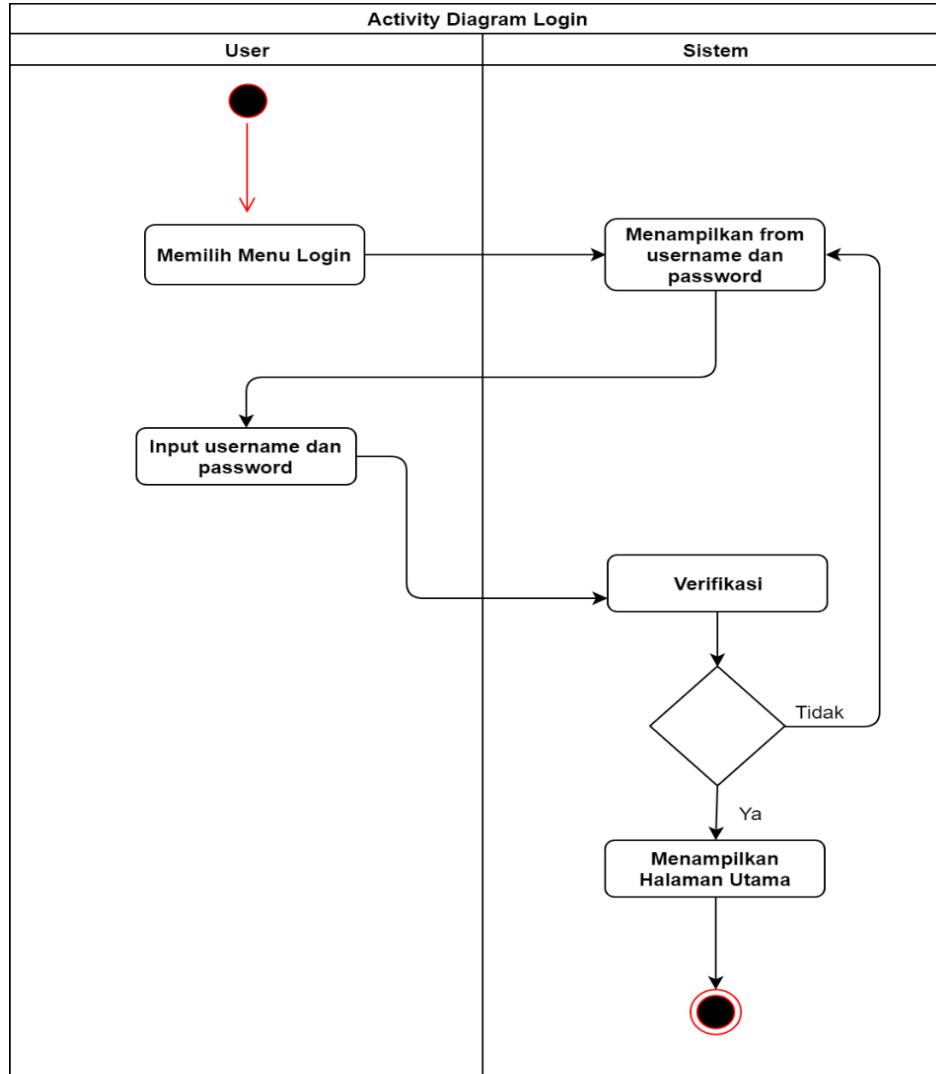 Activity Diagram Login
User
Sistem
Memilih Menu Login
Menampilkan from
username dan
password
Input username dan
password
Verifikasi
Tidak
Ya
Menampilkan
Halaman Utama